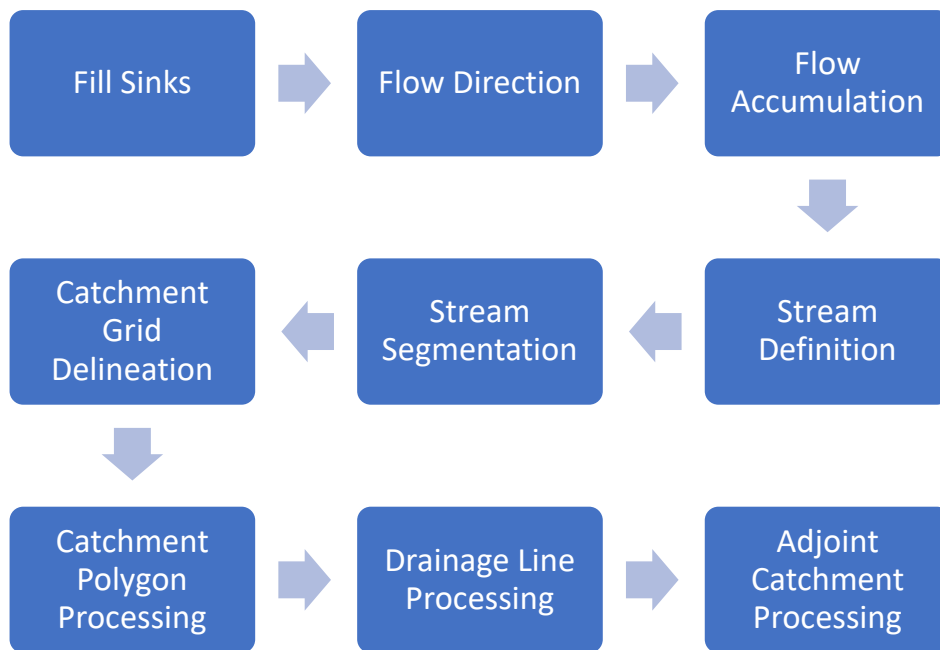 Fill Sinks
Flow Direction
Flow
Accumulation
Stream
Definition
Stream
Segmentation
Catchment
Grid
Delineation
Catchment
Polygon
Processing
Drainage Line
Processing
Adjoint
Catchment
Processing